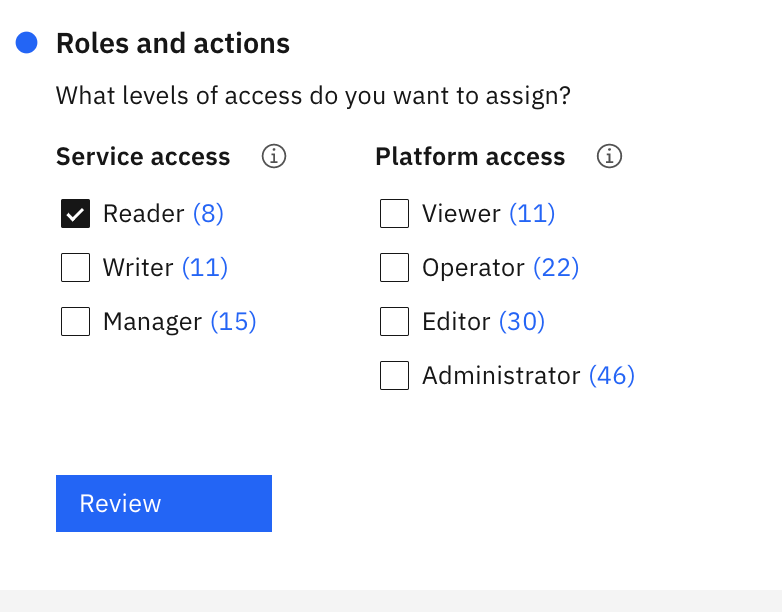 Roles and actions
What levels of access do you want to assign?
Service access
Reader (8)
Writer (11)
Manager (15)
Platform access
Viewer (11)
Operator (22)
Editor (30)
Administrator (46)
Review